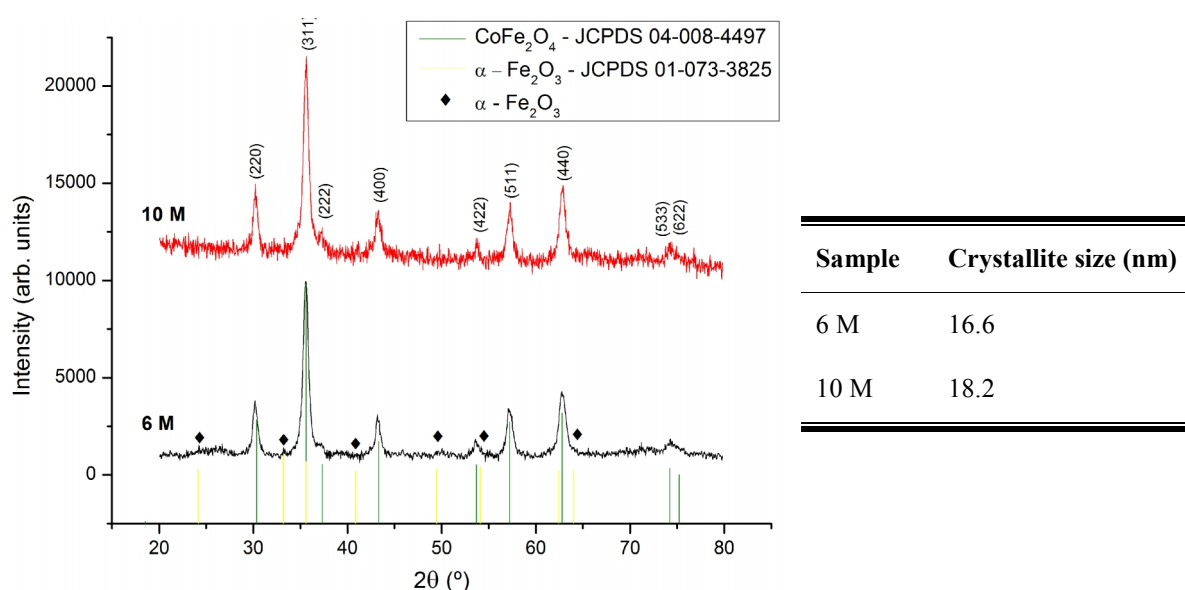 CoFe₂O₄ - JCPDS 04-008-4497
α – Fe₂O₃ - JCPDS 01-073-3825
♦ α - Fe₂O₃
Intensity (arb. units)
20000
15000
10000
5000
0
10 M
(220)
(311)
(222)
(400)
(422)
(511)
(440)
(533)
(622)
6 M
20 30 40 50 60 70 80
2θ (º)
Sample Crystallite size (nm)
6 M 16.6
10 M 18.2